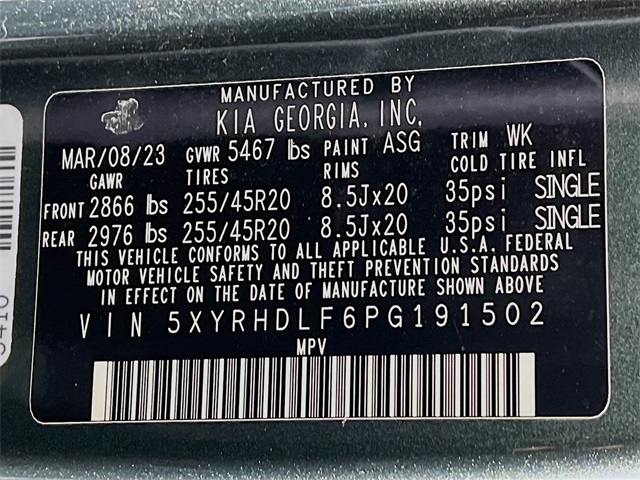 MANUFACTURED BY
KIA GEORGIA, INC.
MAR/08/23 GVWR 5467 lbs PAINT ASG TRIM WK
GAWR TIRES RIMS COLD TIRE INFL
FRONT 2866 lbs 255/45R20 8.5Jx20 35psi SINGLE
REAR 2976 lbs 255/45R20 8.5Jx20 35psi SINGLE
THIS VEHICLE CONFORMS TO ALL APPLICABLE U.S.A. FEDERAL
MOTOR VEHICLE SAFETY AND THEFT PREVENTION STANDARDS
IN EFFECT ON THE DATE OF MANUFACTURE SHOWN ABOVE
VIN 5XYRHDLF6PG191502
MPV